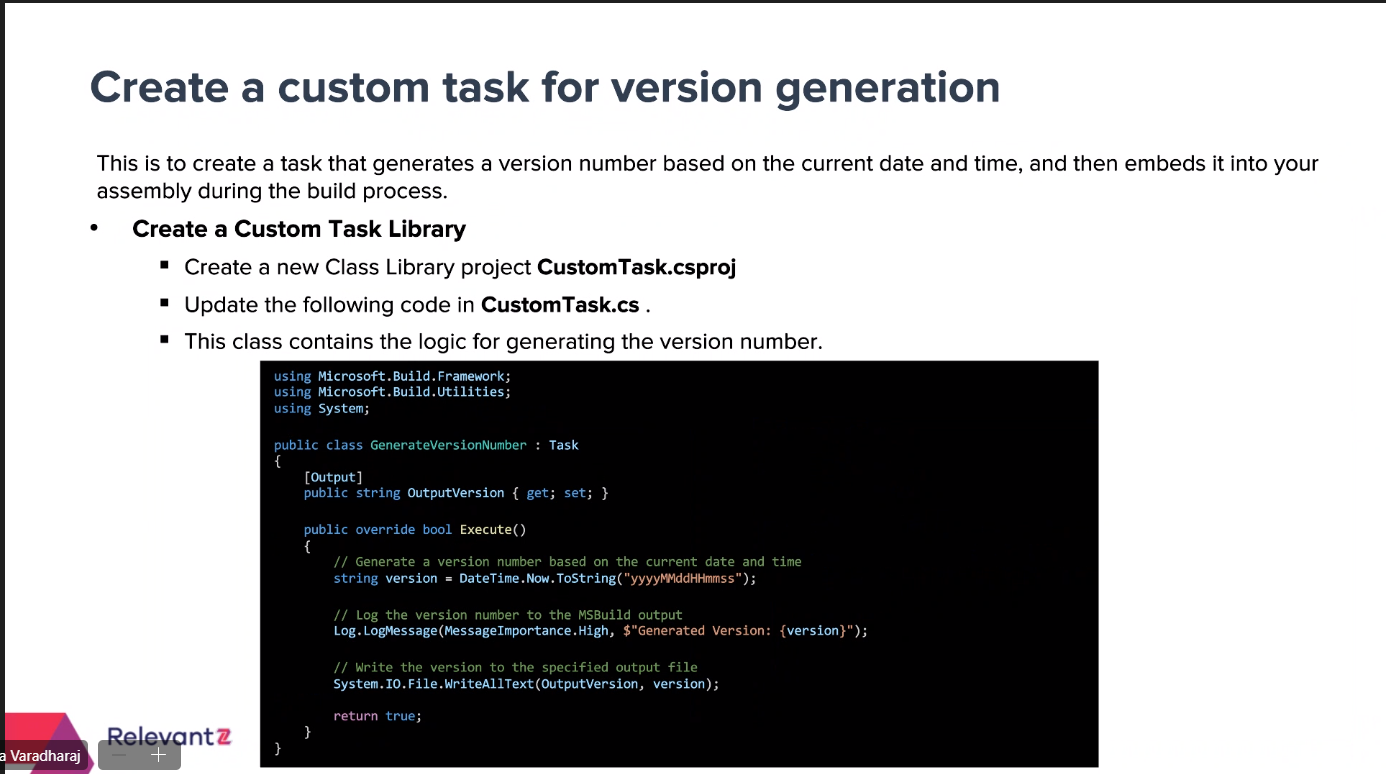 Create a custom task for version generation
This is to create a task that generates a version number based on the current date and time, and then embeds it into your
assembly during the build process.
• Create a Custom Task Library
▪ Create a new Class Library project CustomTask.csproj
▪ Update the following code in CustomTask.cs .
▪ This class contains the logic for generating the version number.
using Microsoft.Build.Framework;
using Microsoft.Build.Utilities;
using System;
public class GenerateVersionNumber : Task
{
[Output]
public string OutputVersion { get; set; }
public override bool Execute()
{
// Generate a version number based on the current date and time
string version = DateTime.Now.ToString("yyyyMMddHHmmss");
// Log the version number to the MSBuild output
Log.LogMessage(MessageImportance.High, $"Generated Version: {version}");
// Write the version to the specified output file
System.IO.File.WriteAllText(OutputVersion, version);
return true;
}
}
RelevantZ
a Varadharaj